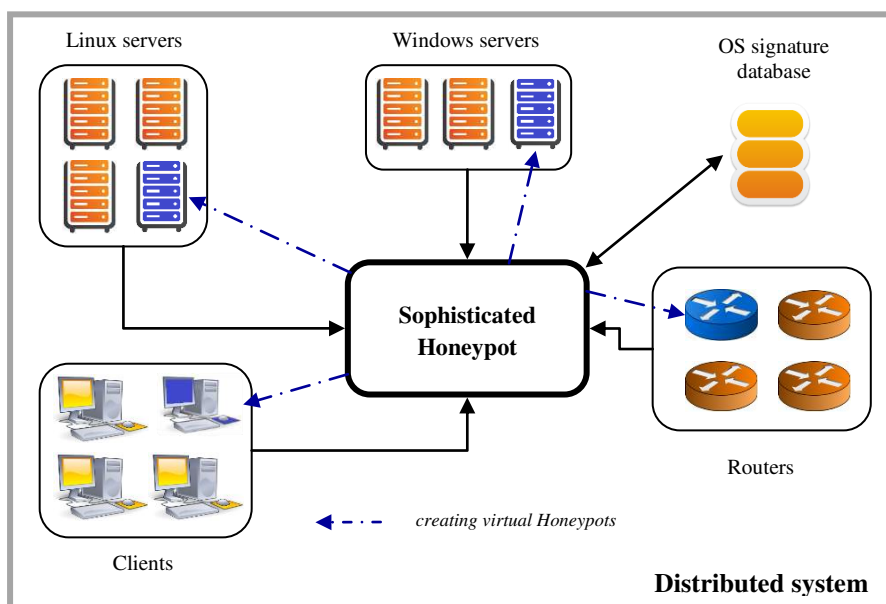 Linux servers
Windows servers
OS signature
database
Sophisticated
Honeypot
Routers
creating virtual Honeypots
Clients
Distributed system